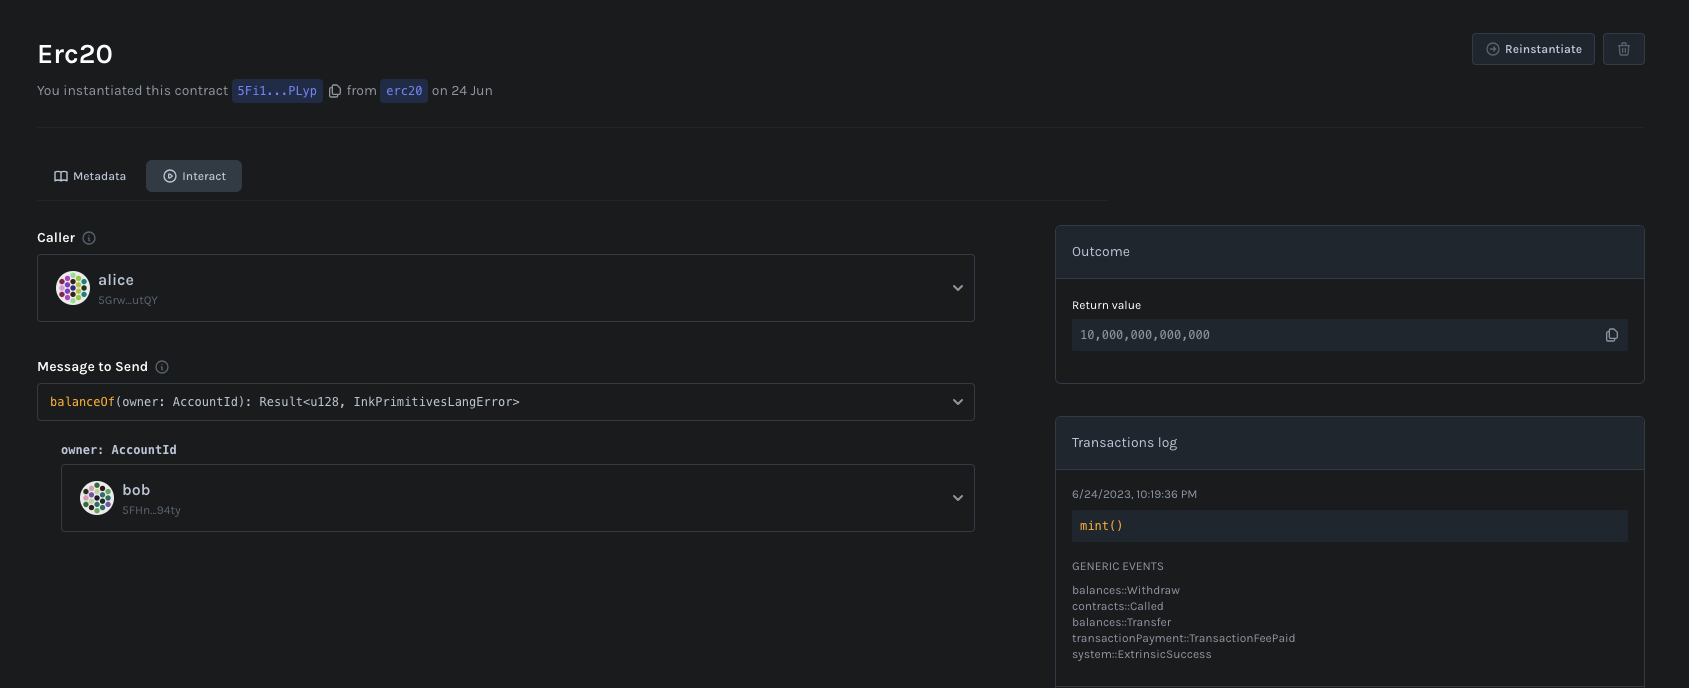 Erc20
Reinstantiate
You instantiated this contract 5Fi1...PLyp from erc20 on 24 Jun
Metadata
Interact
Caller
alice
5Grw...utQY
Message to Send
balanceOf(owner: AccountId): Result<u128, InkPrimitivesLangError>
owner: AccountId
bob
5FHn...94ty
Outcome
Return value
10,000,000,000,000
Transactions log
6/24/2023, 10:19:36 PM
mint()
GENERIC EVENTS
balances::Withdraw
contracts::Called
balances::Transfer
transactionPayment::TransactionFeePaid
system::ExtrinsicSuccess